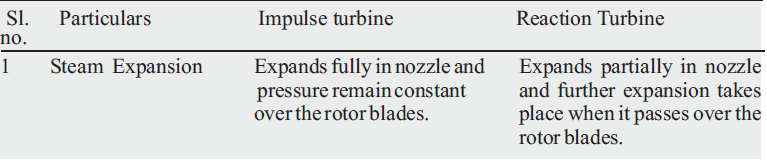 Sl. Particulars Impulse turbine Reaction Turbine
no.
1 Steam Expansion Expands fully in nozzle and Expands partially in nozzle
pressure remain constant and further expansion takes
over the rotor blades. place when it passes over the
rotor blades.